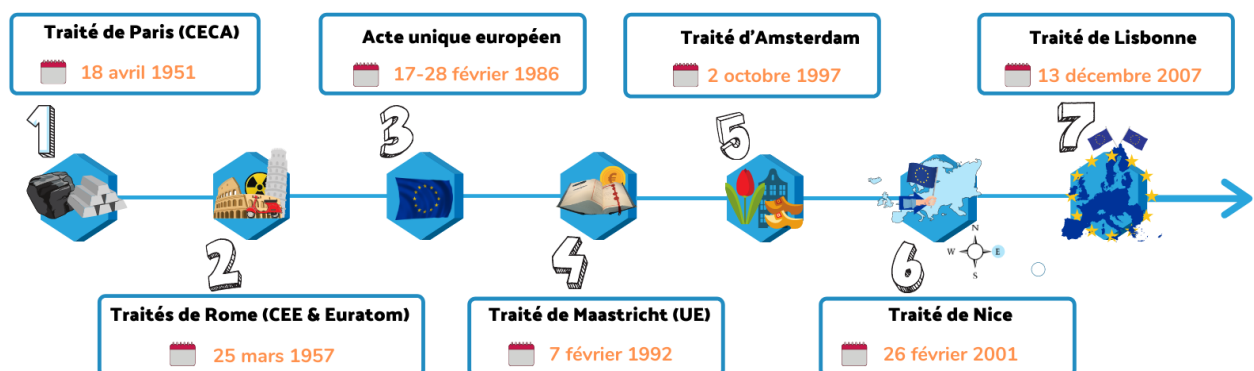 Traité de Paris (CECA)
18 avril 1951
Acte unique européen
17-28 février 1986
Traité d'Amsterdam
2 octobre 1997
Traité de Lisbonne
13 décembre 2007
1
3
5
7
2
4
6
N
W E
S
Traités de Rome (CEE & Euratom)
25 mars 1957
Traité de Maastricht (UE)
7 février 1992
Traité de Nice
26 février 2001